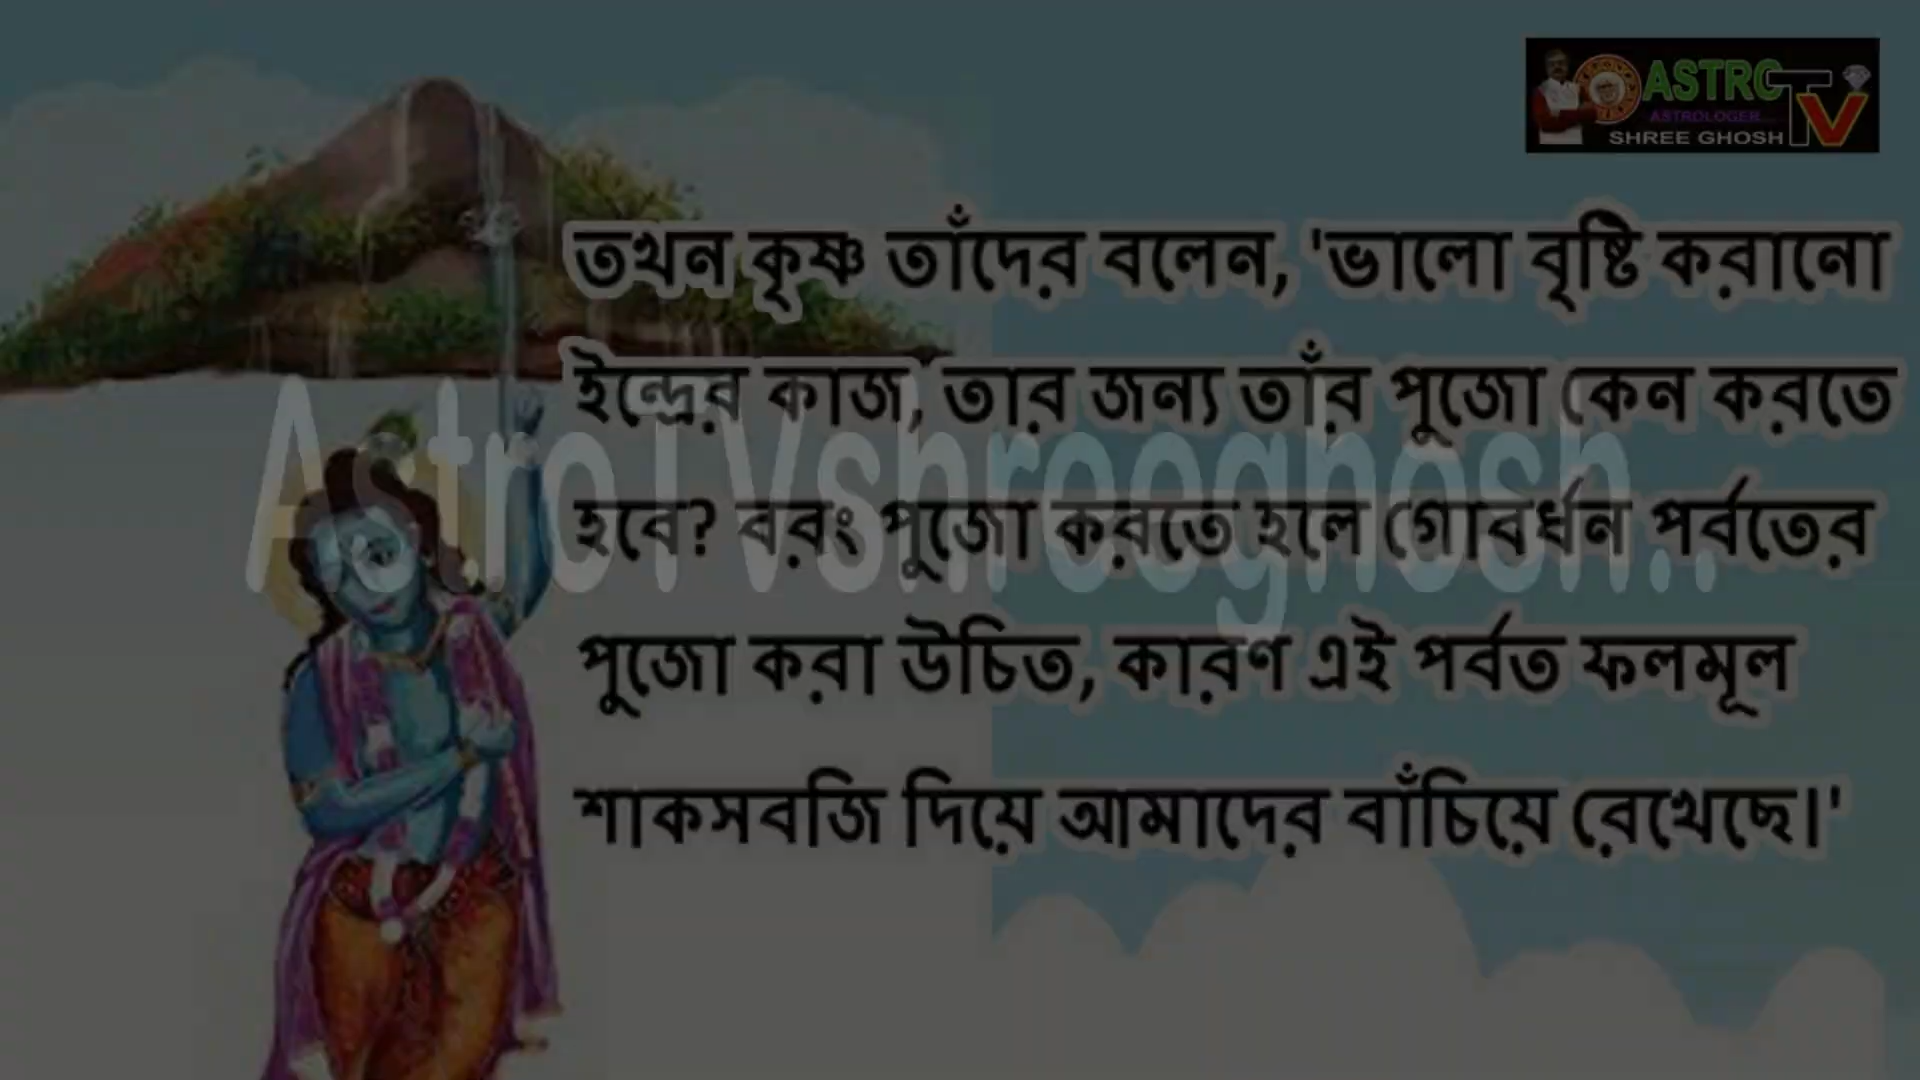 ASTRO TV
ASTROLOGER...
SHREE GHOSH
তখন কৃষ্ণ তাঁদের বলেন, 'ভালো বৃষ্টি করানো
ইন্দ্রের কাজ, তার জন্য তাঁর পুজো কেন করতে
হবে? বরং পুজো করতে হলে গোবর্ধন পর্বতের
পুজো করা উচিত, কারণ এই পর্বত ফলমূল
শাকসবজি দিয়ে আমাদের বাঁচিয়ে রেখেছে।'
AstroTVshreeghosh..